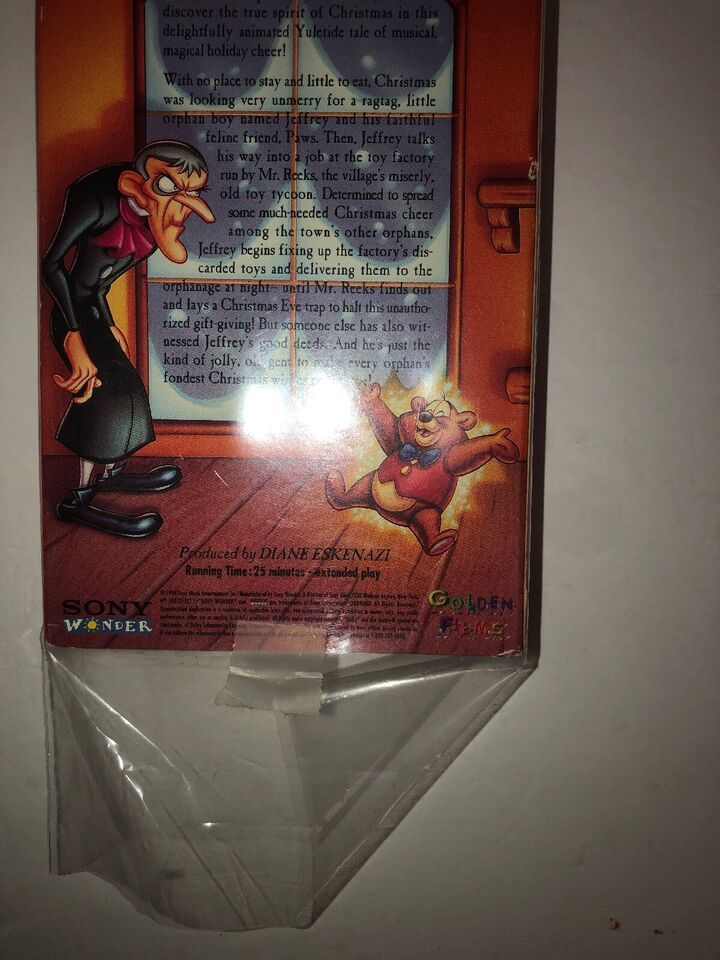 discover the true spirit of Christmas in this
delightfully animated Yuletide tale of musical,
magical holiday cheer!
With no place to stay and little to eat, Christmas
was looking very unmerry for a ragtag, little
orphan boy named Jeffrey and his faithful
feline friend, Paws. Then, Jeffrey talks
his way into a job at the toy factory
run by Mr. Reeks, the village's miserly,
old toy tycoon. Determined to spread
some much-needed Christmas cheer
among the town's other orphans,
Jeffrey begins fixing up the factory's dis-
carded toys and delivering them to the
orphanage at night– until Mr. Reeks finds out
and lays a Christmas Eve trap to halt this unautho-
rized gift-giving! But someone else has also wit-
nessed Jeffrey's good deeds. And he's just the
kind of jolly, gent to every orphan's
fondest Christmas
Produced by DIANE ESKENAZI
Running Time: 25 minutes - extended play
SONY
WONDER
GOLDEN
FILMS